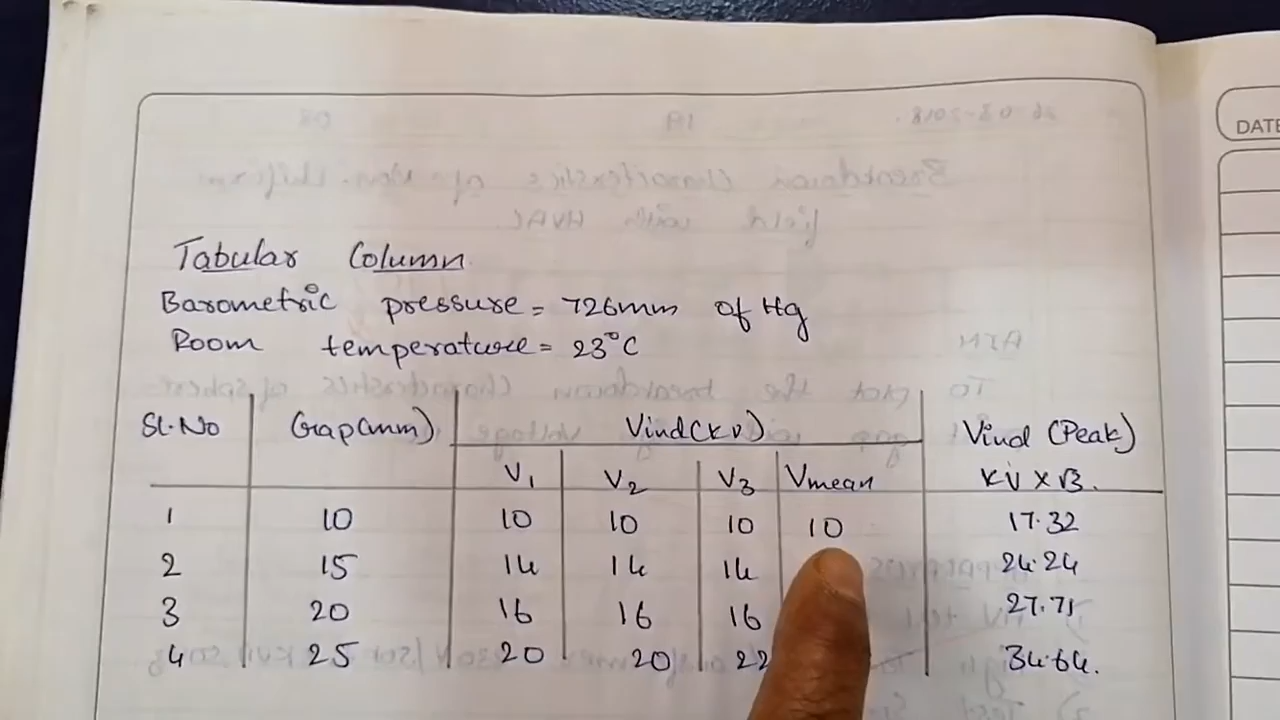 Tabular Column
Barometric pressure = 726mm of Hg
Room temperature = 23°C
Sl.No Gap(mm) Vind(kV) Vind (Peak)
V1 V2 V3 Vmean KV x √3.
1 10 10 10 10 10 17.32
2 15 14 14 14 24.24
3 20 16 16 16 27.71
4 25 20 20 22 34.64.
DATE